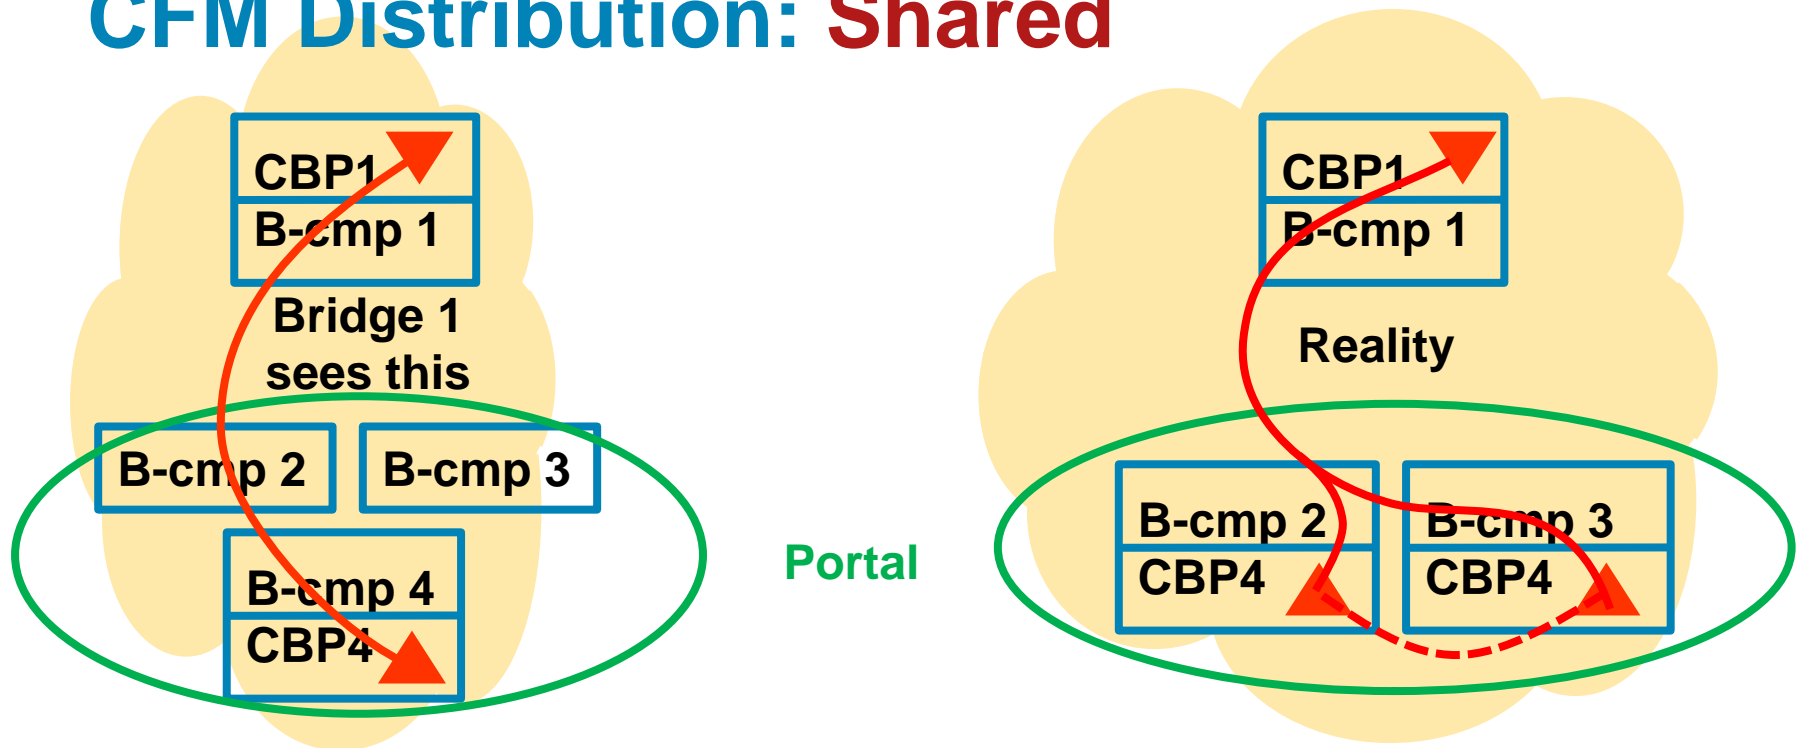 CFM Distribution: Shared
CBP1
B-cmp 1
Bridge 1
sees this
B-cmp 2
B-cmp 3
B-cmp 4
CBP4
Portal
CBP1
B-cmp 1
Reality
B-cmp 2
CBP4
B-cmp 3
CBP4